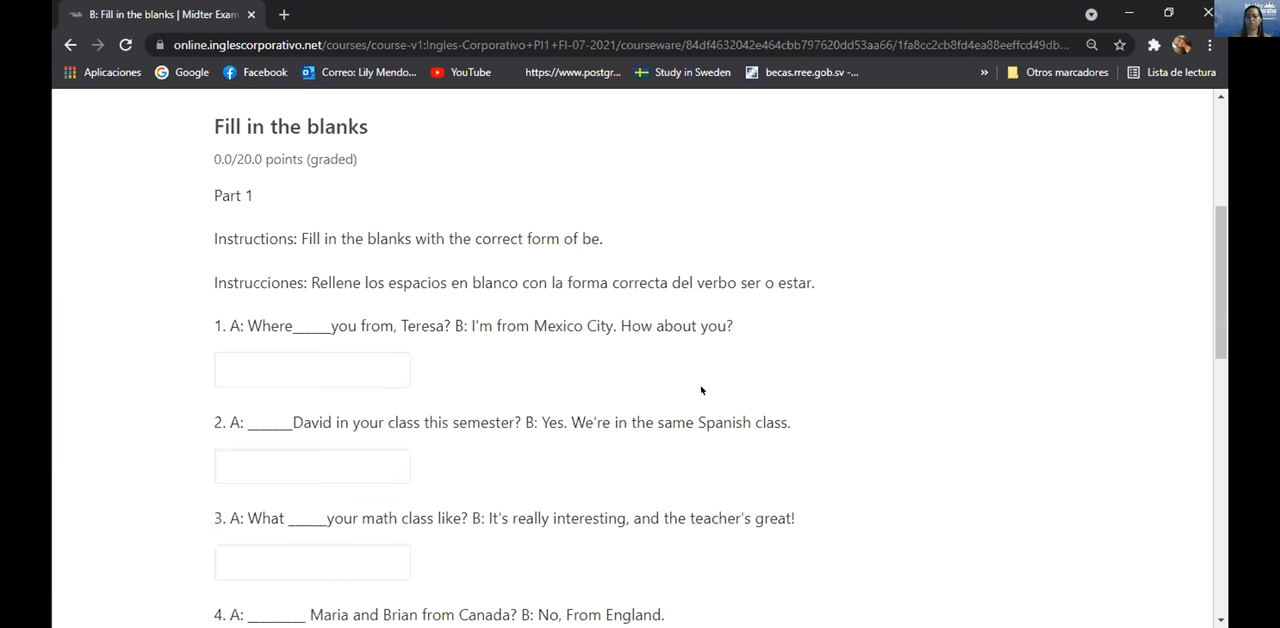 B: Fill in the blanks | Midter Exam
online.inglescorporativo.net/courses/course-v1:Ingles-Corporativo+PI1+FI-07-2021/courseware/84df4632042e464cbb797620dd53aa66/1fa8cc2cb8fd4ea88eeffcd49db...
Aplicaciones Google Facebook Correo: Lily Mendo... YouTube https://www.postgr... Study in Sweden becas.rree.gob.sv -... » Otros marcadores Lista de lectura
Fill in the blanks
0.0/20.0 points (graded)
Part 1
Instructions: Fill in the blanks with the correct form of be.
Instrucciones: Rellene los espacios en blanco con la forma correcta del verbo ser o estar.
1. A: Where_____you from, Teresa? B: I'm from Mexico City. How about you?
2. A: ______David in your class this semester? B: Yes. We're in the same Spanish class.
3. A: What _____your math class like? B: It's really interesting, and the teacher's great!
4. A: ________ Maria and Brian from Canada? B: No, From England.